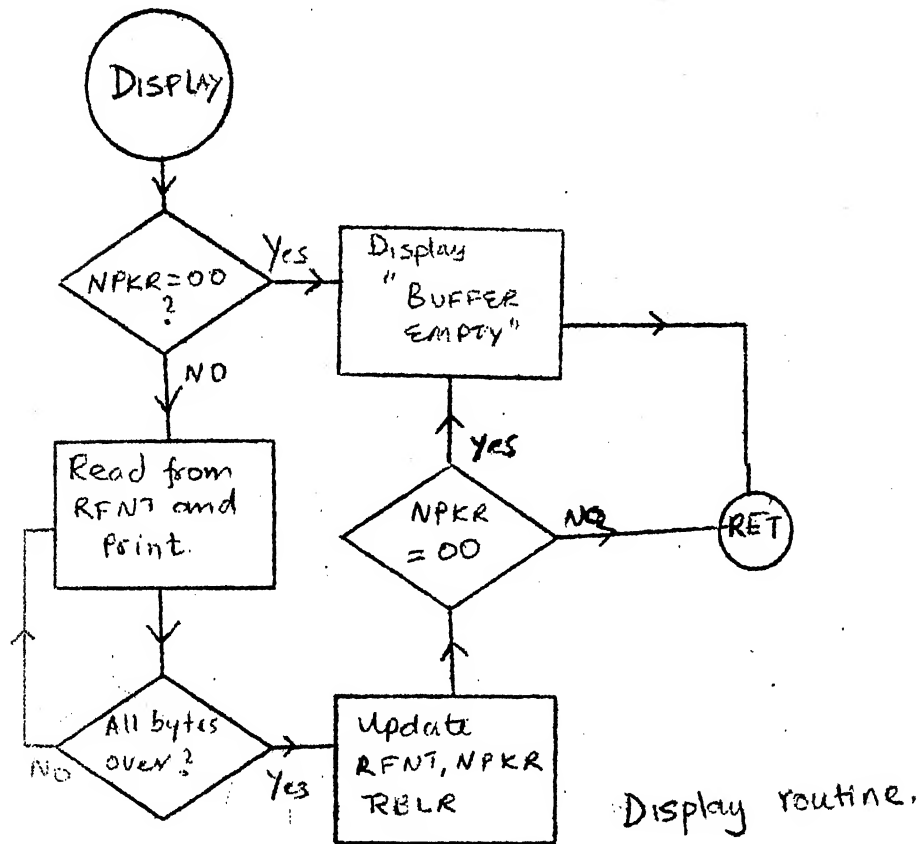 DISPLAY
NPKR=00
?
Yes
NO
Display
"BUFFER
EMPTY"
Read from
RFNT and
Print.
Yes
NPKR
= 00
NO
RET
All bytes
over?
NO
Yes
Update
RFNT, NPKR
RELR
Display routine.